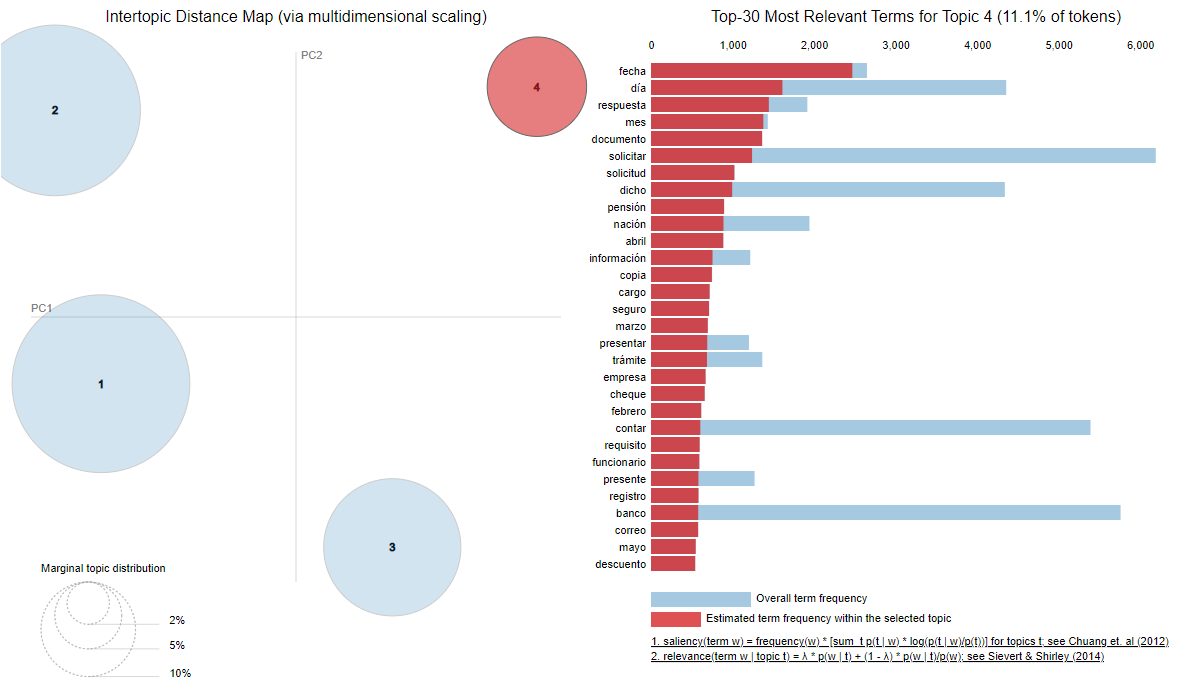 Intertopic Distance Map (via multidimensional scaling)
PC2
2
4
PC1
1
3
Marginal topic distribution
2%
5%
10%
Top-30 Most Relevant Terms for Topic 4 (11.1% of tokens)
0 1,000 2,000 3,000 4,000 5,000 6,000
fecha
día
respuesta
mes
documento
solicitar
solicitud
dicho
pensión
nación
abril
información
copia
cargo
seguro
marzo
presentar
trámite
empresa
cheque
febrero
contar
requisito
funcionario
presente
registro
banco
correo
mayo
descuento
Overall term frequency
Estimated term frequency within the selected topic
1. saliency(term w) = frequency(w) * [sum_t p(t | w) * log(p(t | w)/p(t))] for topics t; see Chuang et. al (2012)
2. relevance(term w | topic t) = λ * p(w | t) + (1 - λ) * p(w | t)/p(w); see Sievert & Shirley (2014)